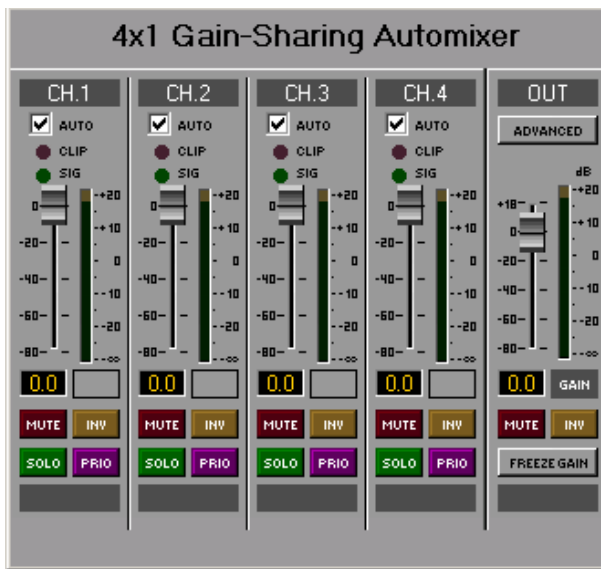 4x1 Gain-Sharing Automixer
CH.1 CH.2 CH.3 CH.4 OUT
AUTO AUTO AUTO AUTO ADVANCED
CLIP CLIP CLIP CLIP
SIG SIG SIG SIG dB
+20 +20 +20 +20 +20
0 0 0 0 +18
+10 +10 +10 +10 0 +10
-20 0 -20 0 -20 0 -20 0 -20 0
-40 -10 -40 -10 -40 -10 -40 -10 -40 -10
-60 -20 -60 -20 -60 -20 -60 -20 -60 -20
-80 -∞ -80 -∞ -80 -∞ -80 -∞ -80 -∞
0.0 0.0 0.0 0.0 0.0 GAIN
MUTE INV MUTE INV MUTE INV MUTE INV MUTE INV
SOLO PRIO SOLO PRIO SOLO PRIO SOLO PRIO FREEZE GAIN